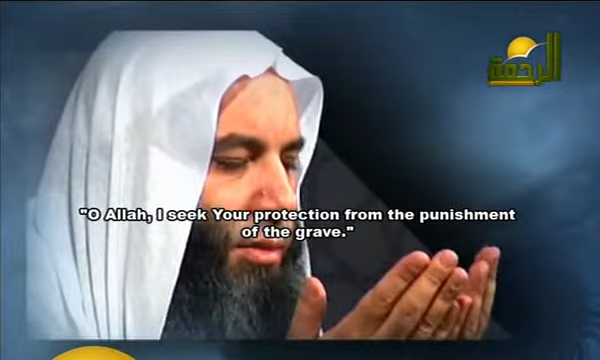 الرحمة
"O Allah, I seek Your protection from the punishment
of the grave."